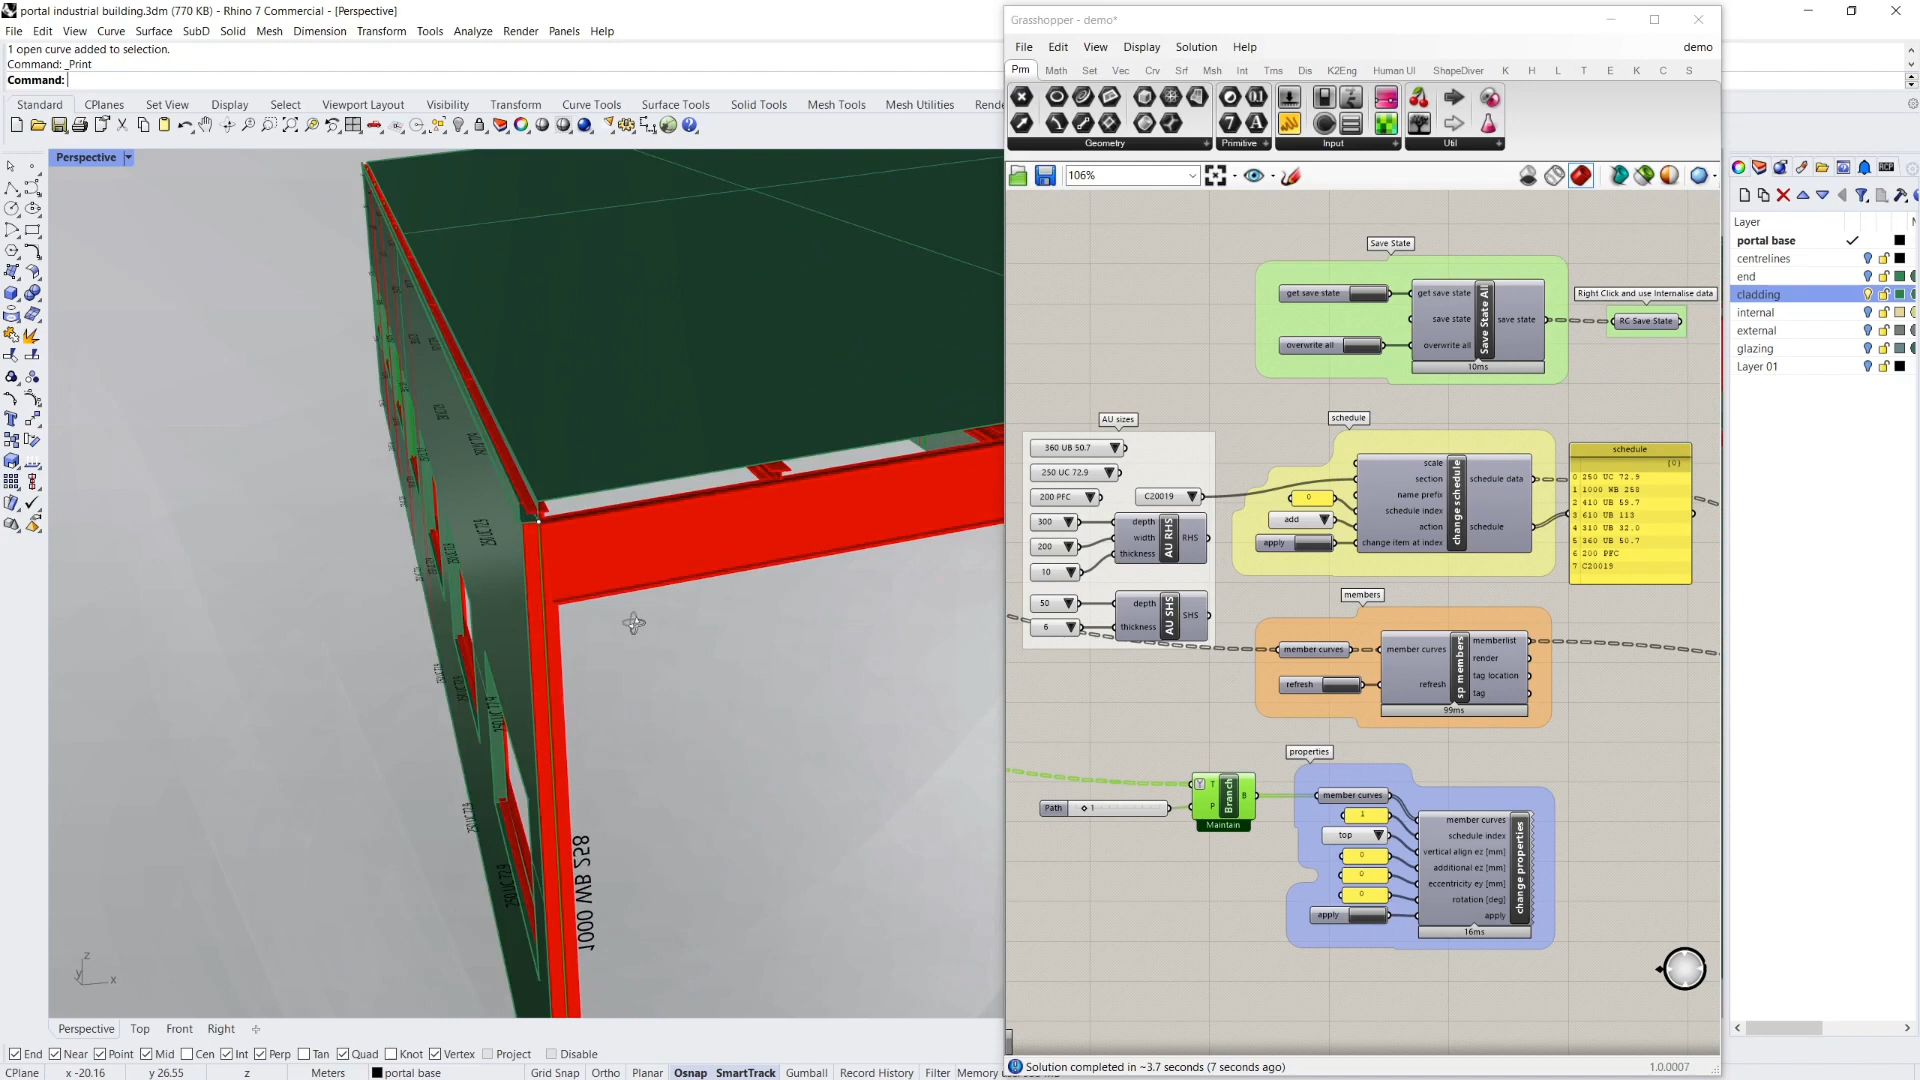 portal industrial building.3dm (770 KB) - Rhino 7 Commercial - [Perspective]
File Edit View Curve Surface SubD Solid Mesh Dimension Transform Tools Analyze Render Panels Help
1 open curve added to selection.
Command: _Print
Command:
Standard CPlanes Set View Display Select Viewport Layout Visibility Transform Curve Tools Surface Tools Solid Tools Mesh Tools Mesh Utilities
Perspective
1000 WB 258
z
y
x
Perspective Top Front Right
End Near Point Mid Cen Int Perp Tan Quad Knot Vertex Project Disable
CPlane x -20.16 y 26.55 z Meters portal base Grid Snap Ortho Planar Osnap SmartTrack Gumball Record History Filter
Grasshopper - demo*
File Edit View Display Solution Help demo
Prm Math Set Vec Crv Srf Msh Int Trns Dis K2Eng Human UI ShapeDiver K H L T E K C S
Geometry Primitive Input Util
106%
Save State
get save state
overwrite all
get save state
save state
overwrite all
Save State All
save state
10ms
Right Click and use Internalise data
RC Save State
AU sizes
360 UB 50.7
250 UC 72.9
200 PFC
C20019
300
200
10
depth
width
thickness
AU RHS
RHS
50
6
depth
thickness
AU SHS
SHS
schedule
0
add
apply
scale
section
name prefix
schedule index
action
change item at index
change schedule
schedule data
schedule
schedule
{0}
0 250 UC 72.9
1 1000 WB 258
2 410 UB 59.7
3 610 UB 113
4 310 UB 32.0
5 360 UB 50.7
6 200 PFC
7 C20019
members
member curves
refresh
member curves
refresh
sp members
memberlist
render
tag location
tag
99ms
properties
Path 1
T
P
Branch
B
Maintain
member curves
1
top
0
0
0
apply
member curves
schedule index
vertical align ez [mm]
additional ez [mm]
eccentricity ey [mm]
rotation [deg]
apply
change properties
16ms
Solution completed in ~3.7 seconds (7 seconds ago) 1.0.0007
Layer
portal base
centrelines
end
cladding
internal
external
glazing
Layer 01